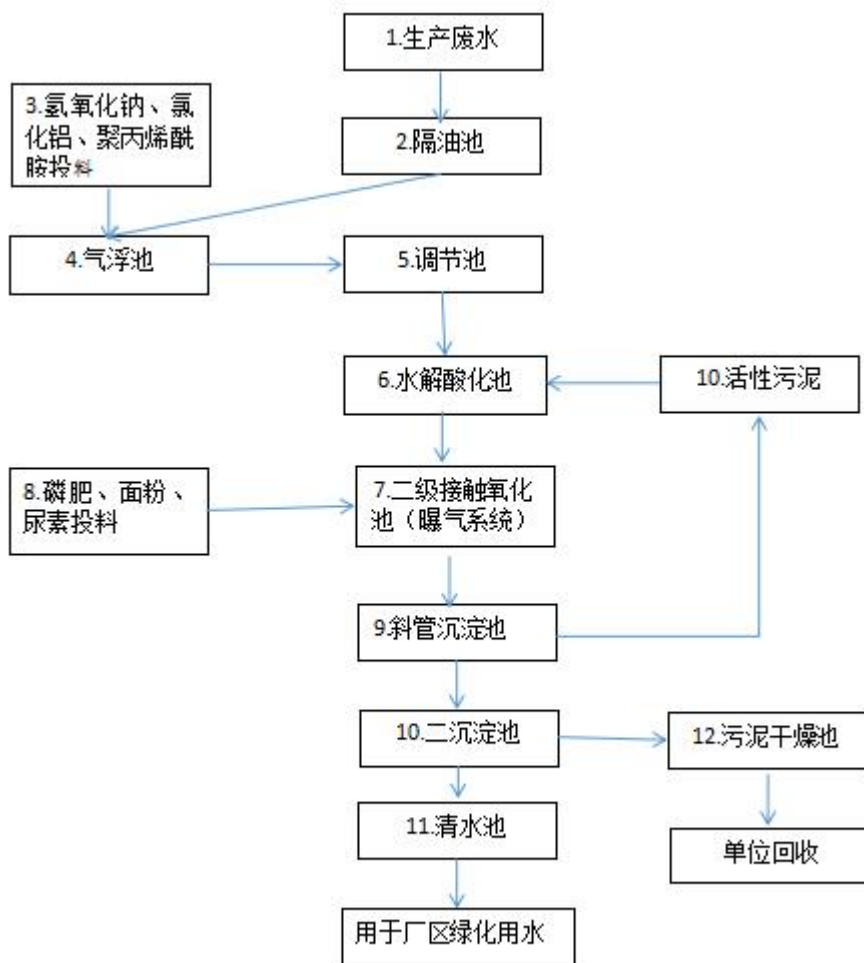 1.生产废水
3.氢氧化钠、氯
化铝、聚丙烯酰
胺投料
2.隔油池
4.气浮池
5.调节池
6.水解酸化池
10.活性污泥
8.磷肥、面粉、
尿素投料
7.二级接触氧化
池（曝气系统）
9.斜管沉淀池
10.二沉淀池
12.污泥干燥池
11.清水池
单位回收
用于厂区绿化用水